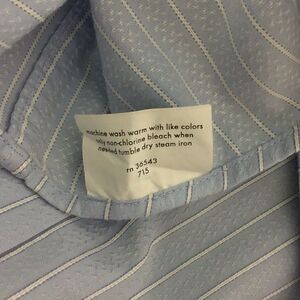 machine wash warm with like colors
only non-chlorine bleach when
needed tumble dry steam iron
rn 36543
715